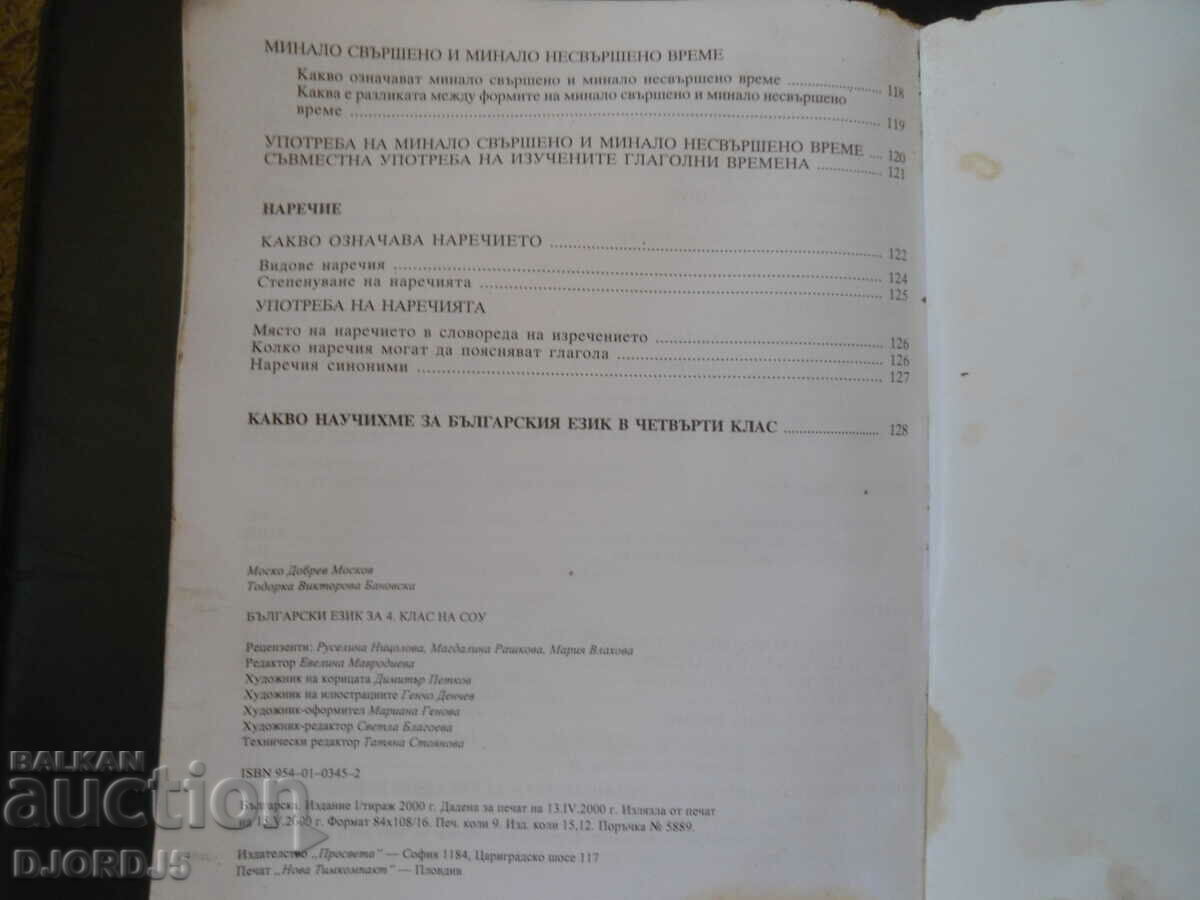 МИНАЛО СВЪРШЕНО И МИНАЛО НЕСВЪРШЕНО ВРЕМЕ
Какво означават минало свършено и минало несвършено време .................. 118
Каква е разликата между формите на минало свършено и минало несвършено
време .................. 119
УПОТРЕБА НА МИНАЛО СВЪРШЕНО И МИНАЛО НЕСВЪРШЕНО ВРЕМЕ ... 120
СЪВМЕСТНА УПОТРЕБА НА ИЗУЧЕНИТЕ ГЛАГОЛНИ ВРЕМЕНА .......... 121
НАРЕЧИЕ
КАКВО ОЗНАЧАВА НАРЕЧИЕТО .................. 122
Видове наречия .................. 124
Степенуване на наречията .................. 125
УПОТРЕБА НА НАРЕЧИЯТА
Място на наречието в словореда на изречението .................. 126
Колко наречия могат да поясняват глагола .................. 126
Наречия синоними .................. 127
КАКВО НАУЧИХМЕ ЗА БЪЛГАРСКИЯ ЕЗИК В ЧЕТВЪРТИ КЛАС .................. 128
Моско Добрев Москов
Тодорка Викторова Бановска
БЪЛГАРСКИ ЕЗИК ЗА 4. КЛАС НА СОУ
Рецензенти: Руселина Ницолова, Магдалина Рашкова, Мария Влахова
Редактор Евелина Мавродиева
Художник на корицата Димитър Петков
Художник на илюстрациите Генчо Денчев
Художник-оформител Мариана Генова
Художник-редактор Светла Благоева
Технически редактор Татяна Стоянова
ISBN 954–01–0345–2
Българска. Издание I/тираж 2000 г. Дадена за печат на 13.IV.2000 г. Излязла от печат
на 18.V.2000 г. Формат 84х108/16. Печ. коли 9. Изд. коли 15,12. Поръчка № 5889.
Издателство „Просвета" — София 1184, Цариградско шосе 117
Печат „Нова Тимкомпакт" — Пловдив
BALKAN
auction
DJORDJ5